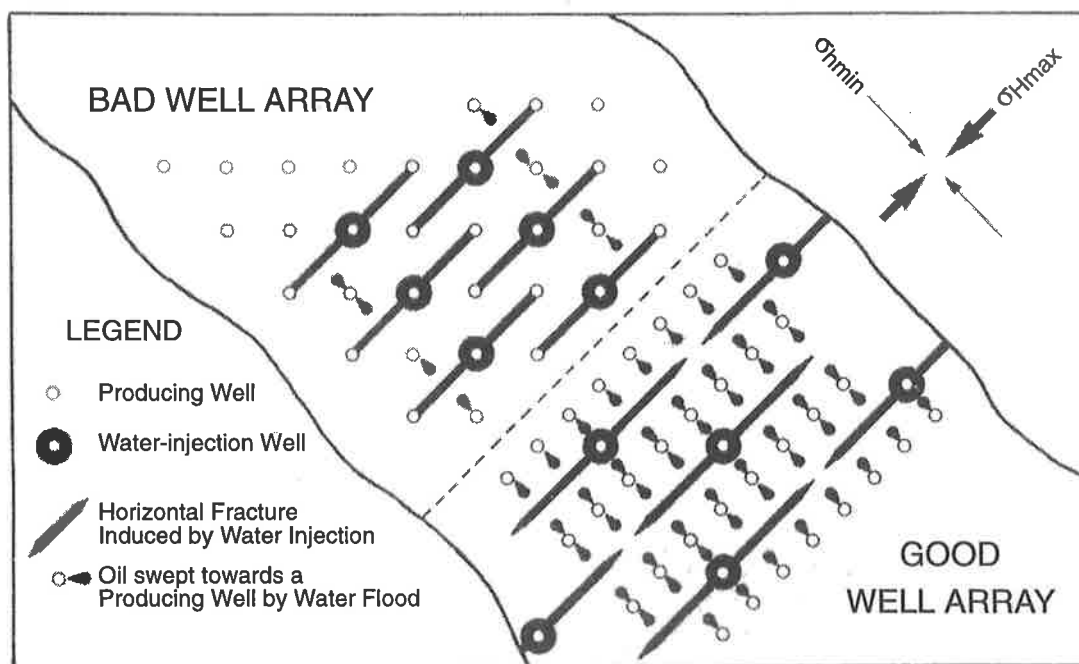 BAD WELL ARRAY
σhmin
σHmax
LEGEND
Producing Well
Water-injection Well
Horizontal Fracture
Induced by Water Injection
Oil swept towards a
Producing Well by Water Flood
GOOD
WELL ARRAY